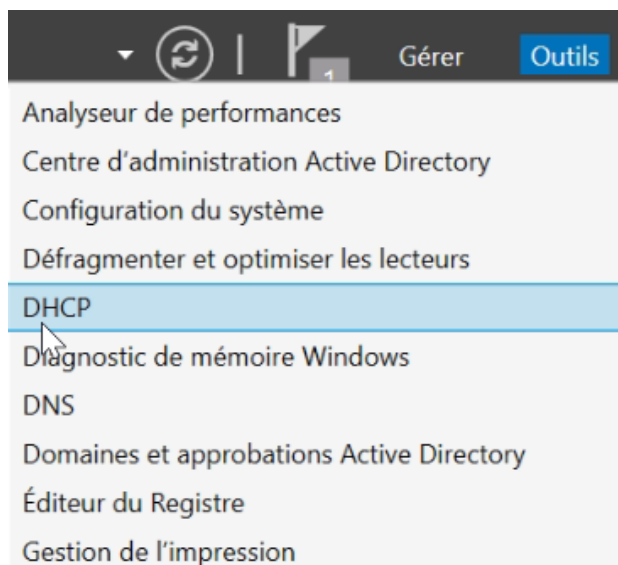 1 Gérer Outils
Analyseur de performances
Centre d'administration Active Directory
Configuration du système
Défragmenter et optimiser les lecteurs
DHCP
Diagnostic de mémoire Windows
DNS
Domaines et approbations Active Directory
Éditeur du Registre
Gestion de l'impression